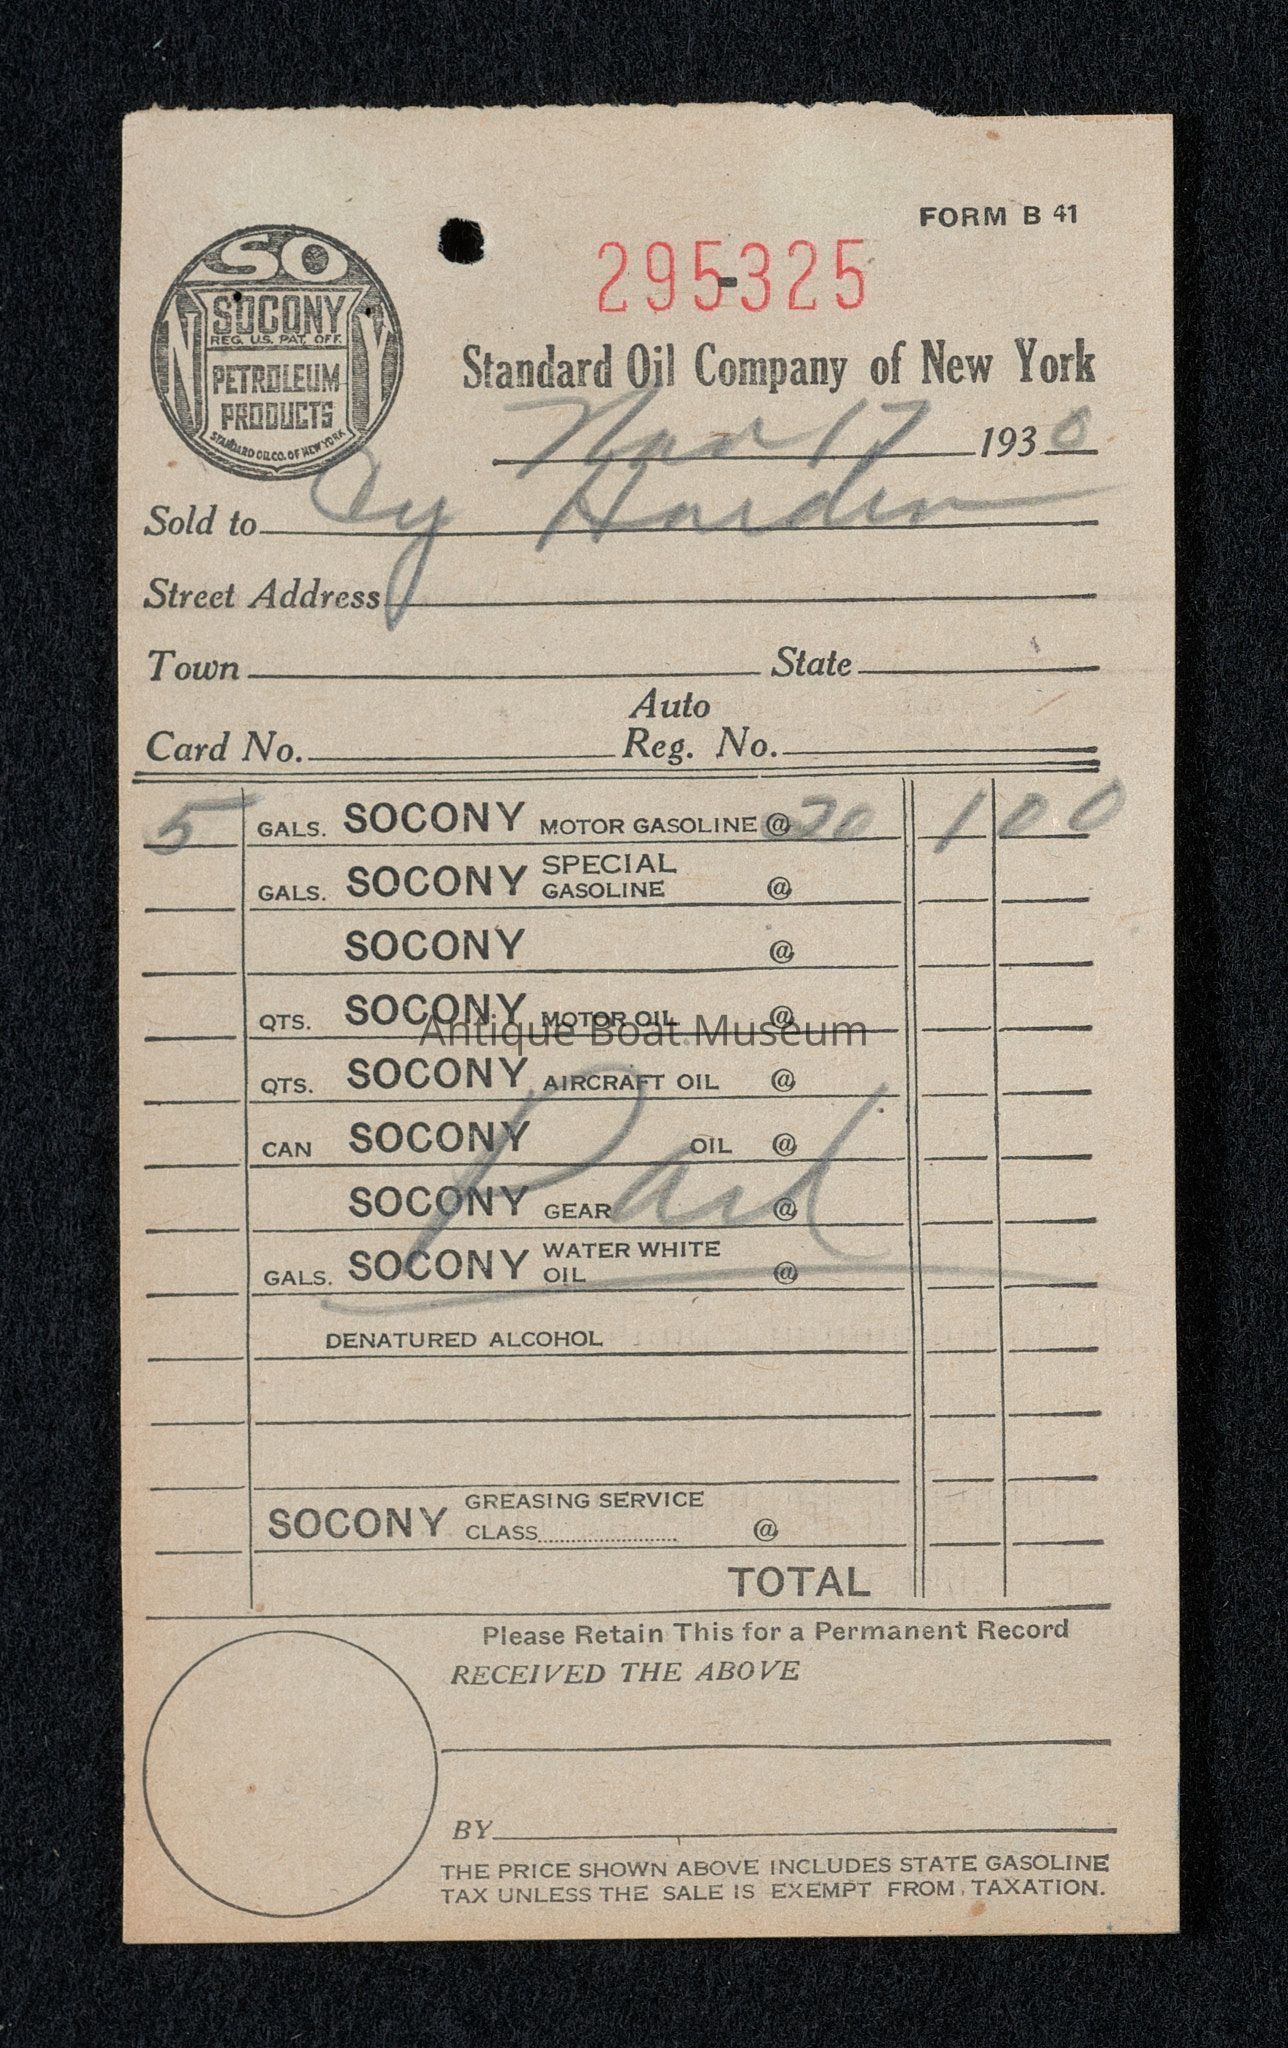 FORM B 41
295-325
SO
N Y
SOCONY
REG. U.S. PAT. OFF.
PETROLEUM
PRODUCTS
STANDARD OIL CO. OF NEW YORK
Standard Oil Company of New York
17 1930
Sold to Cy Harden
Street Address
Town State
Auto
Card No. Reg. No.
5 GALS. SOCONY MOTOR GASOLINE @ 20 1 00
SPECIAL
GALS. SOCONY GASOLINE @
SOCONY @
QTS. SOCONY MOTOR OIL @
Antique Boat Museum
QTS. SOCONY AIRCRAFT OIL @
CAN SOCONY OIL @
Paid
SOCONY GEAR @
WATER WHITE
GALS. SOCONY OIL @
DENATURED ALCOHOL
GREASING SERVICE
SOCONY CLASS @
TOTAL
Please Retain This for a Permanent Record
RECEIVED THE ABOVE
BY
THE PRICE SHOWN ABOVE INCLUDES STATE GASOLINE
TAX UNLESS THE SALE IS EXEMPT FROM TAXATION.